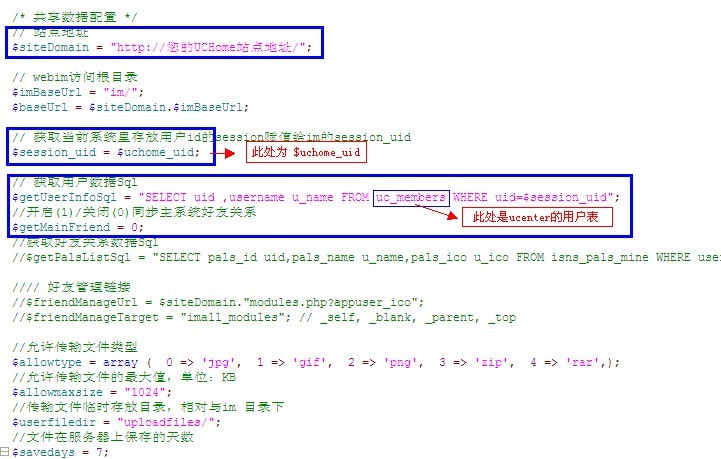 /* 共享数据配置 */
// 站点地址
$siteDomain = "http://您的UCHome站点地址/";
// webim访问根目录
$imBaseUrl = "im/";
$baseUrl = $siteDomain.$imBaseUrl;
// 获取当前系统里存放用户id的session赋值给im的session_uid
$session_uid = $uchome_uid;
此处为 $uchome_uid
// 获取用户数据Sql
$getUserInfoSql = "SELECT uid ,username u_name FROM uc_members WHERE uid=$session_uid";
//开启(1)/关闭(0)同步主系统好友关系
此处是ucenter的用户表
$getMainFriend = 0;
//获取好友关系数据Sql
//$getPalsListSql = "SELECT pals_id uid,pals_name u_name,pals_ico u_ico FROM isns_pals_mine WHERE user
//// 好友管理链接
//$friendManageUrl = $siteDomain."modules.php?appuser_ico";
//$friendManageTarget = "imall_modules"; // _self, _blank, _parent, _top
//允许传输文件类型
$allowtype = array ( 0 => 'jpg', 1 => 'gif', 2 => 'png', 3 => 'zip', 4 => 'rar',);
//允许传输文件的最大值，单位：KB
$allowmaxsize = "1024";
//传输文件临时存放目录，相对与im 目录下
$userfiledir = "uploadfiles/";
//文件在服务器上保存的天数
$savedays = 7;